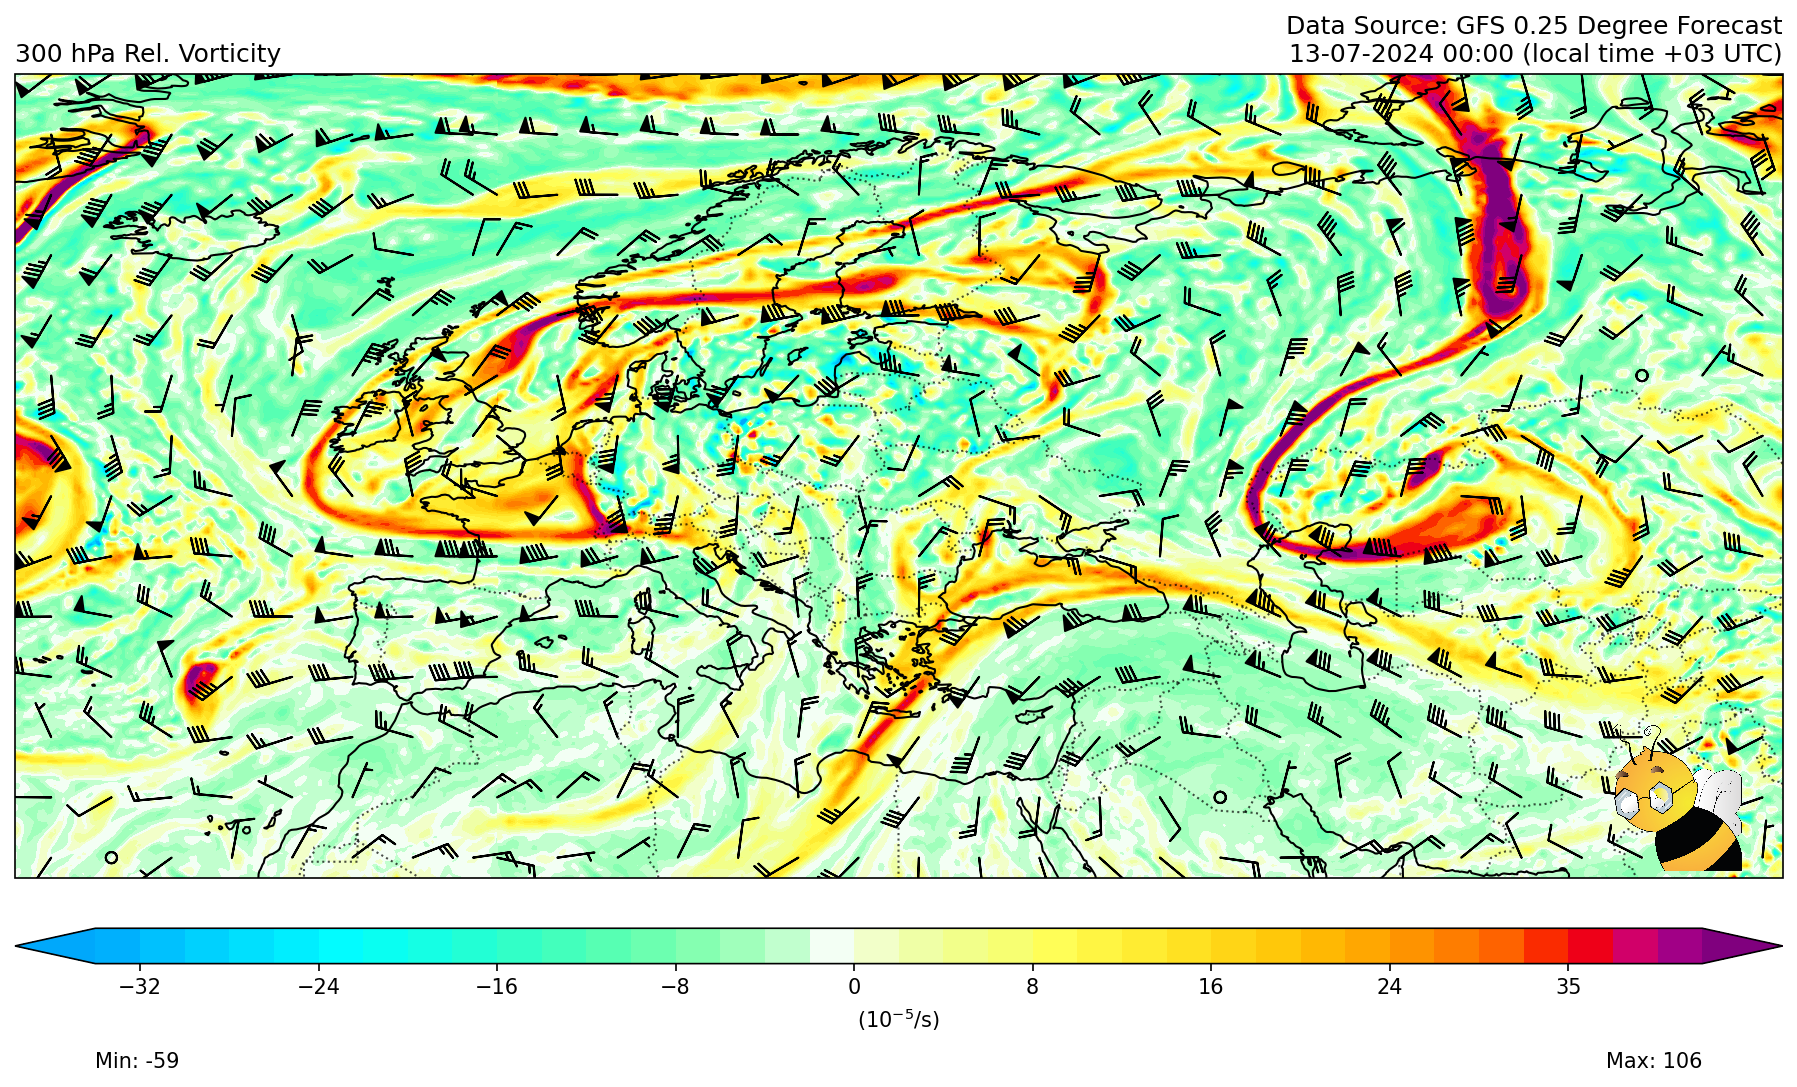 Data Source: GFS 0.25 Degree Forecast
300 hPa Rel. Vorticity
13-07-2024 00:00 (local time +03 UTC)
−32 −24 −16 −8 0 8 16 24 35
(10⁻⁵/s)
Min: -59
Max: 106